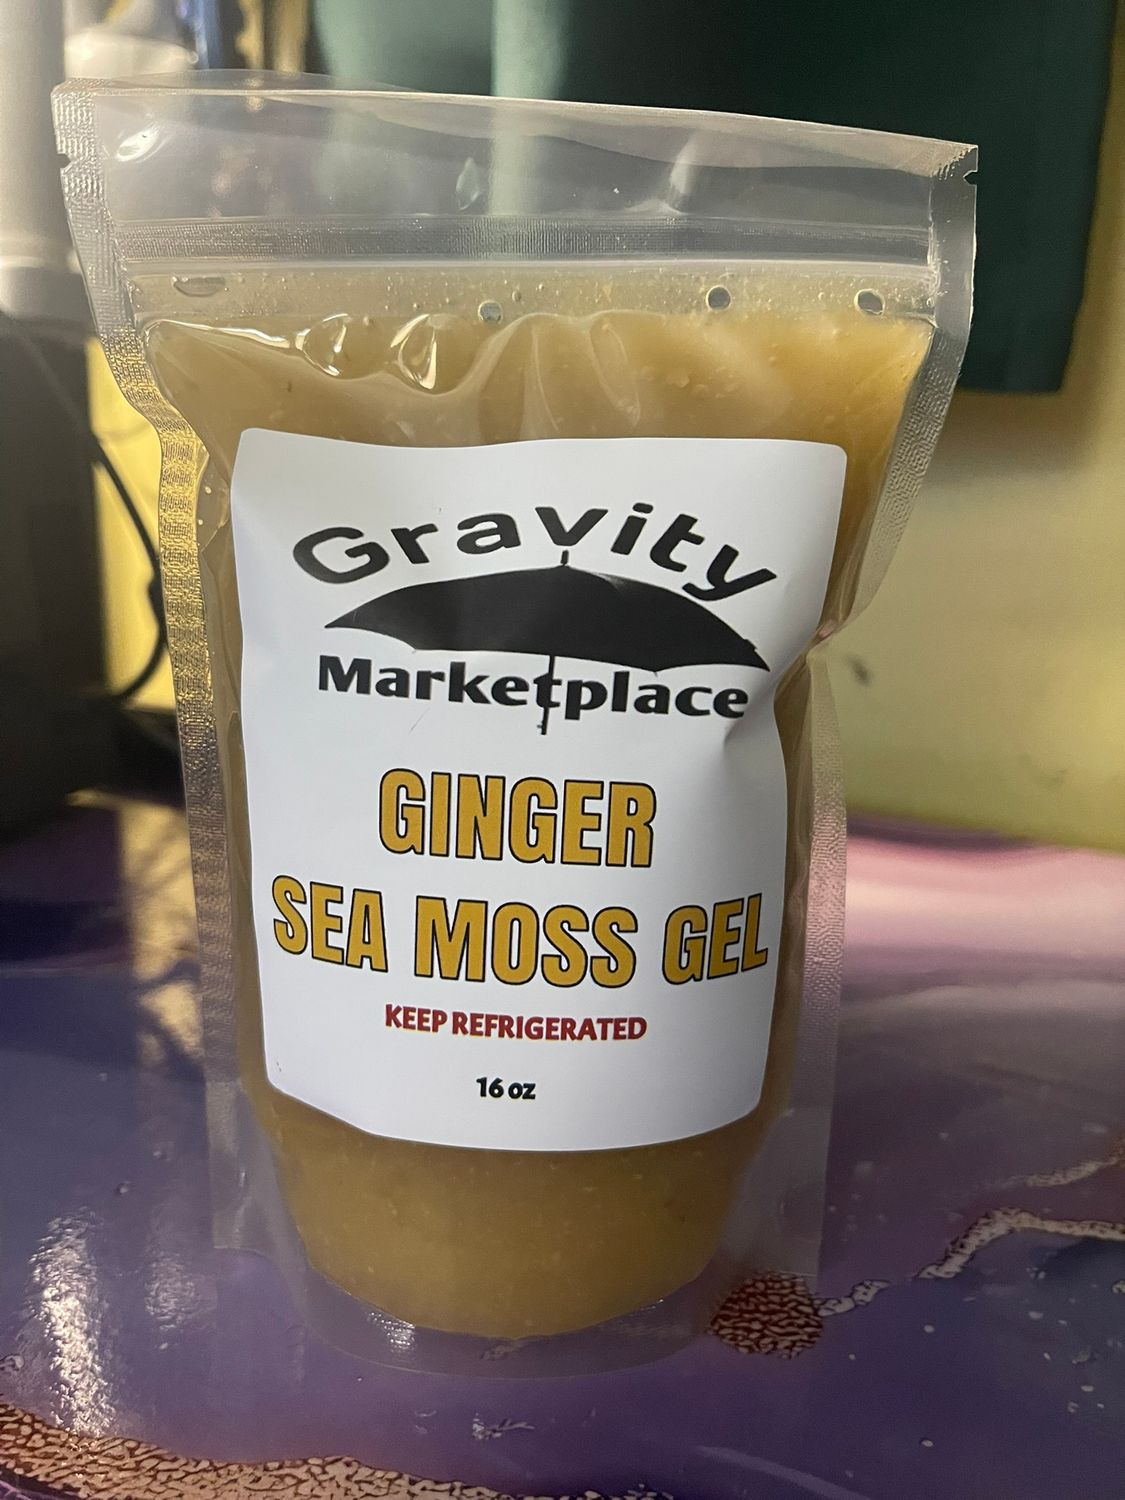 Gravity
Marketplace
GINGER
SEA MOSS GEL
KEEP REFRIGERATED
16 oz